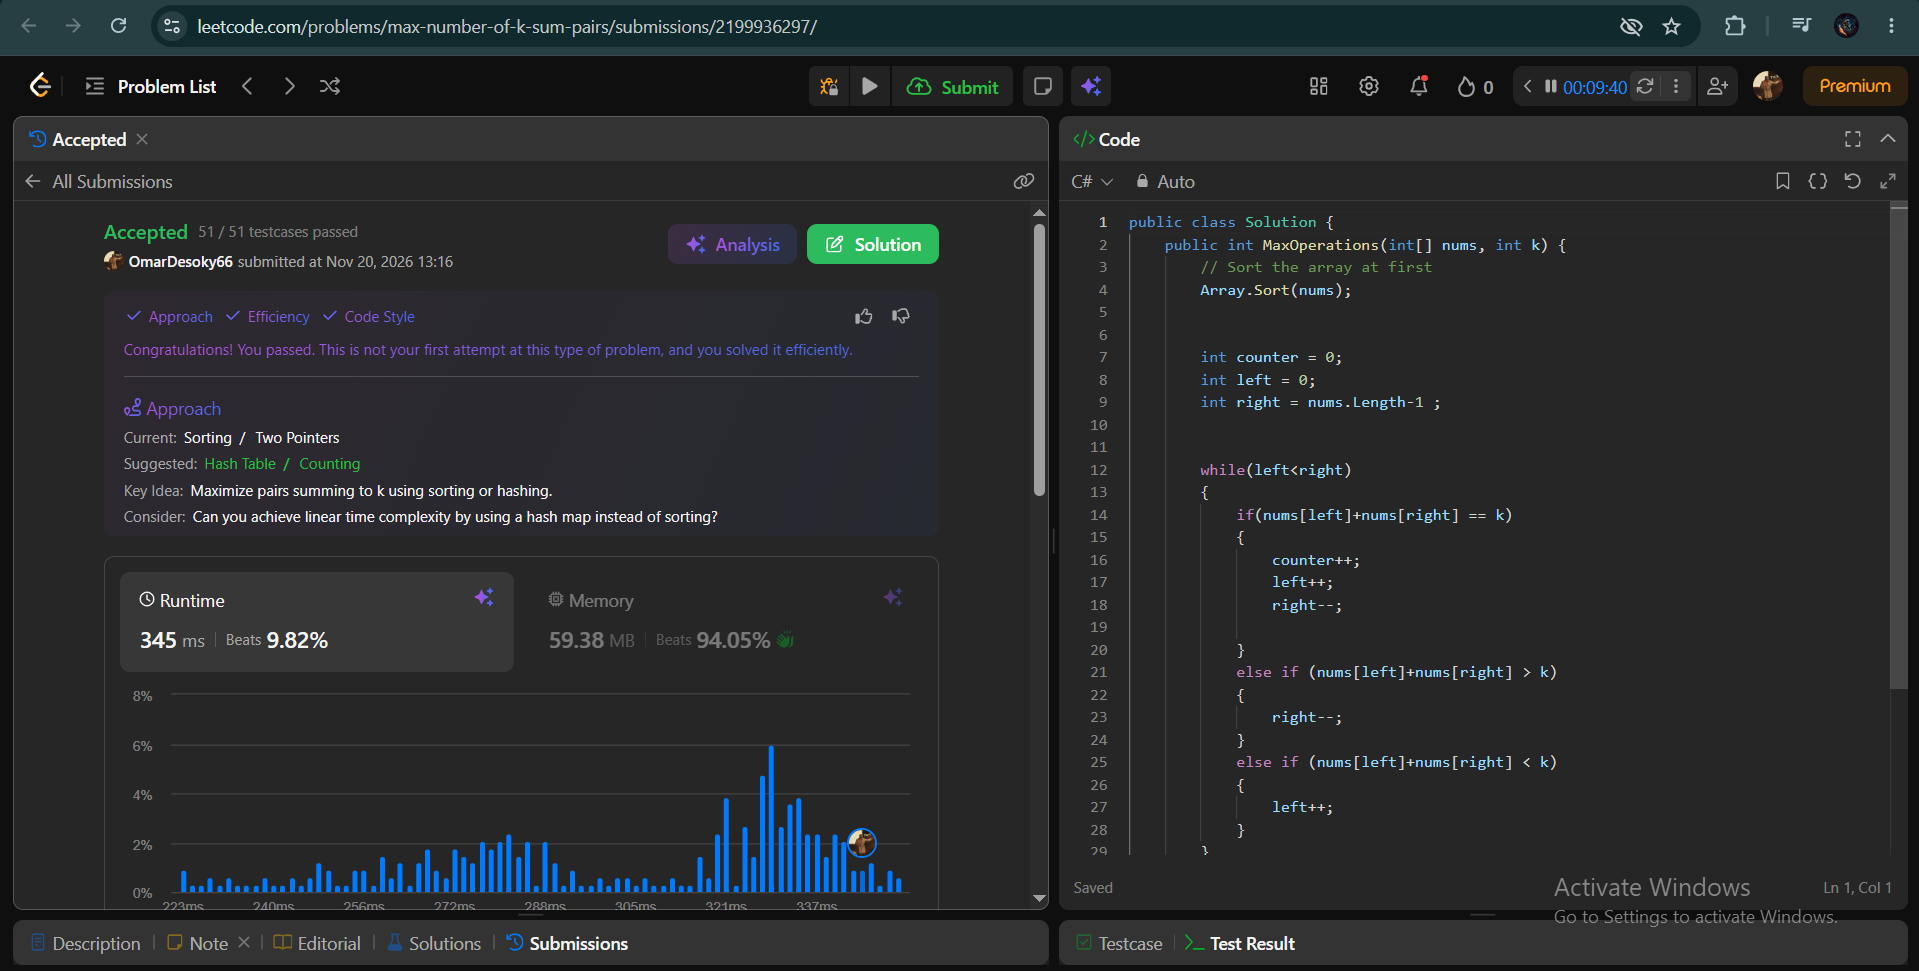 leetcode.com/problems/max-number-of-k-sum-pairs/submissions/2199936297/
Problem List
Submit
0
00:09:40
Premium
Accepted
All Submissions
Accepted 51 / 51 testcases passed
OmarDesoky66 submitted at Nov 20, 2026 13:16
Analysis
Solution
Approach Efficiency Code Style
Congratulations! You passed. This is not your first attempt at this type of problem, and you solved it efficiently.
Approach
Current: Sorting / Two Pointers
Suggested: Hash Table / Counting
Key Idea: Maximize pairs summing to k using sorting or hashing.
Consider: Can you achieve linear time complexity by using a hash map instead of sorting?
Runtime
345 ms Beats 9.82%
Memory
59.38 MB Beats 94.05%
8%
6%
4%
2%
0%
223ms 240ms 256ms 272ms 288ms 305ms 321ms 337ms
Description Note Editorial Solutions Submissions
</> Code
C# Auto
1 public class Solution {
2 public int MaxOperations(int[] nums, int k) {
3 // Sort the array at first
4 Array.Sort(nums);
5
6
7 int counter = 0;
8 int left = 0;
9 int right = nums.Length-1 ;
10
11
12 while(left<right)
13 {
14 if(nums[left]+nums[right] == k)
15 {
16 counter++;
17 left++;
18 right--;
19
20 }
21 else if (nums[left]+nums[right] > k)
22 {
23 right--;
24 }
25 else if (nums[left]+nums[right] < k)
26 {
27 left++;
28 }
29 }
Saved
Ln 1, Col 1
Activate Windows
Go to Settings to activate Windows.
Testcase
Test Result